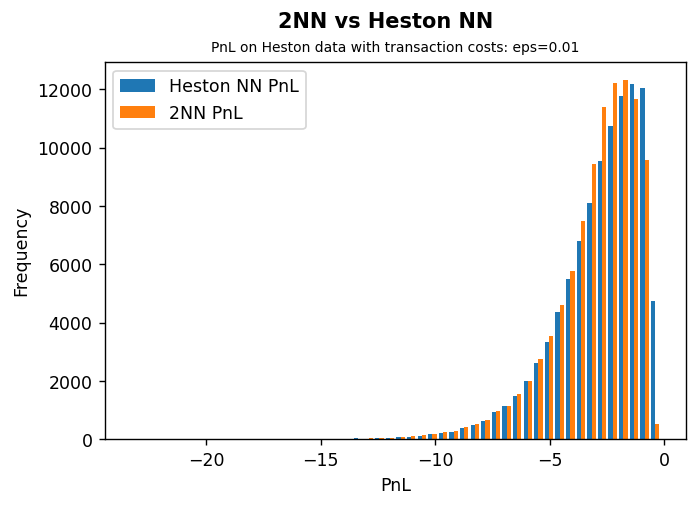 2NN vs Heston NN
PnL on Heston data with transaction costs: eps=0.01
Heston NN PnL
2NN PnL
12000
10000
8000
6000
4000
2000
0
Frequency
−20
−15
−10
−5
0
PnL